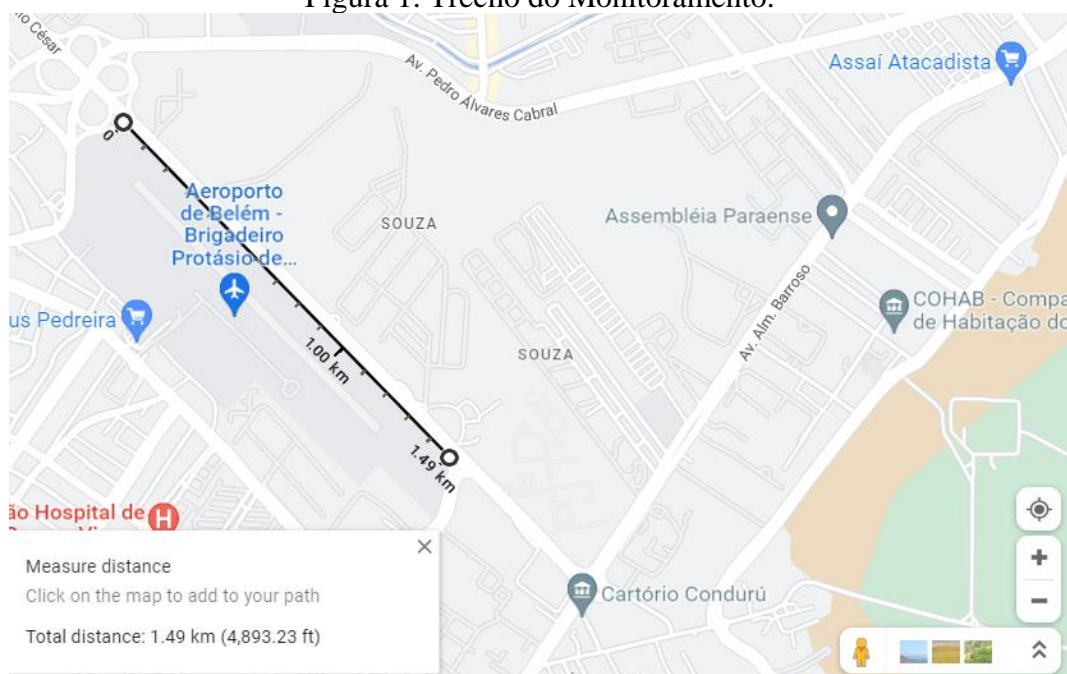 Figura 1: Trecho do Monitoramento.
io César
Av. Pedro Álvares Cabral
Assaí Atacadista
0
Aeroporto
de Belém -
Brigadeiro
Protásio de...
SOUZA
Assembléia Paraense
us Pedreira
1.00 km
SOUZA
Av. Alm. Barroso
COHAB - Compa
de Habitação do
1.49 km
ão Hospital de
H
Measure distance
Click on the map to add to your path
Total distance: 1.49 km (4,893.23 ft)
Cartório Condurú